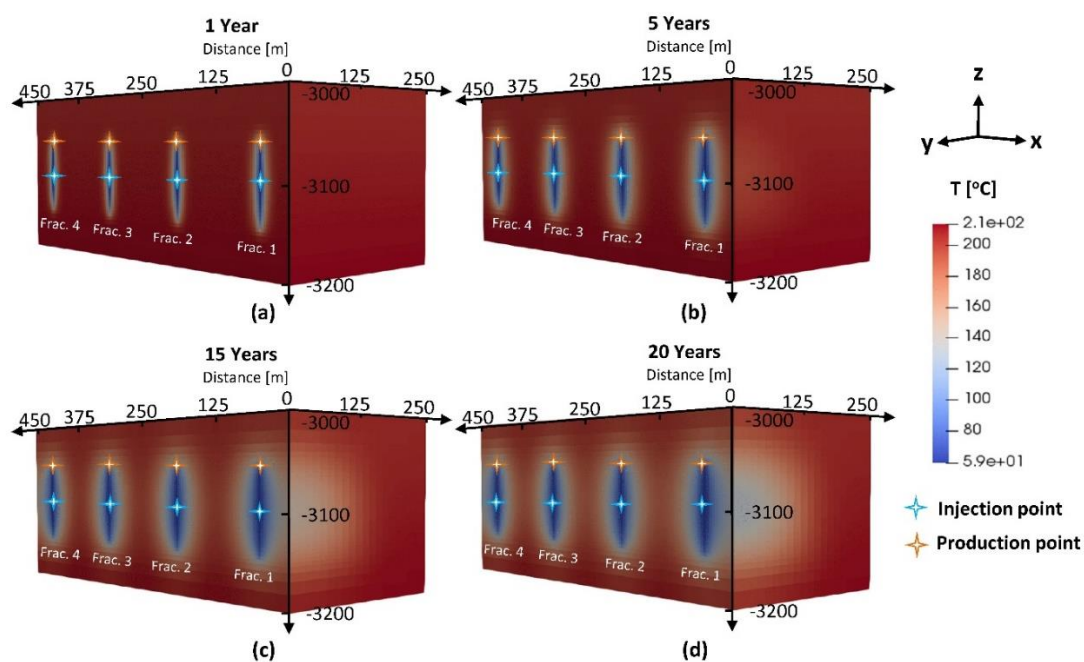 1 Year
Distance [m]
450 375 250 125 0 125 250
-3000
-3100
-3200
Frac. 4 Frac. 3 Frac. 2 Frac. 1
(a)
5 Years
Distance [m]
450 375 250 125 0 125 250
-3000
-3100
-3200
Frac. 4 Frac. 3 Frac. 2 Frac. 1
(b)
z
y x
T [°C]
2.1e+02
200
180
160
140
120
100
80
5.9e+01
Injection point
Production point
15 Years
Distance [m]
450 375 250 125 0 125 250
-3000
-3100
-3200
Frac. 4 Frac. 3 Frac. 2 Frac. 1
(c)
20 Years
Distance [m]
450 375 250 125 0 125 250
-3000
-3100
-3200
Frac. 4 Frac. 3 Frac. 2 Frac. 1
(d)